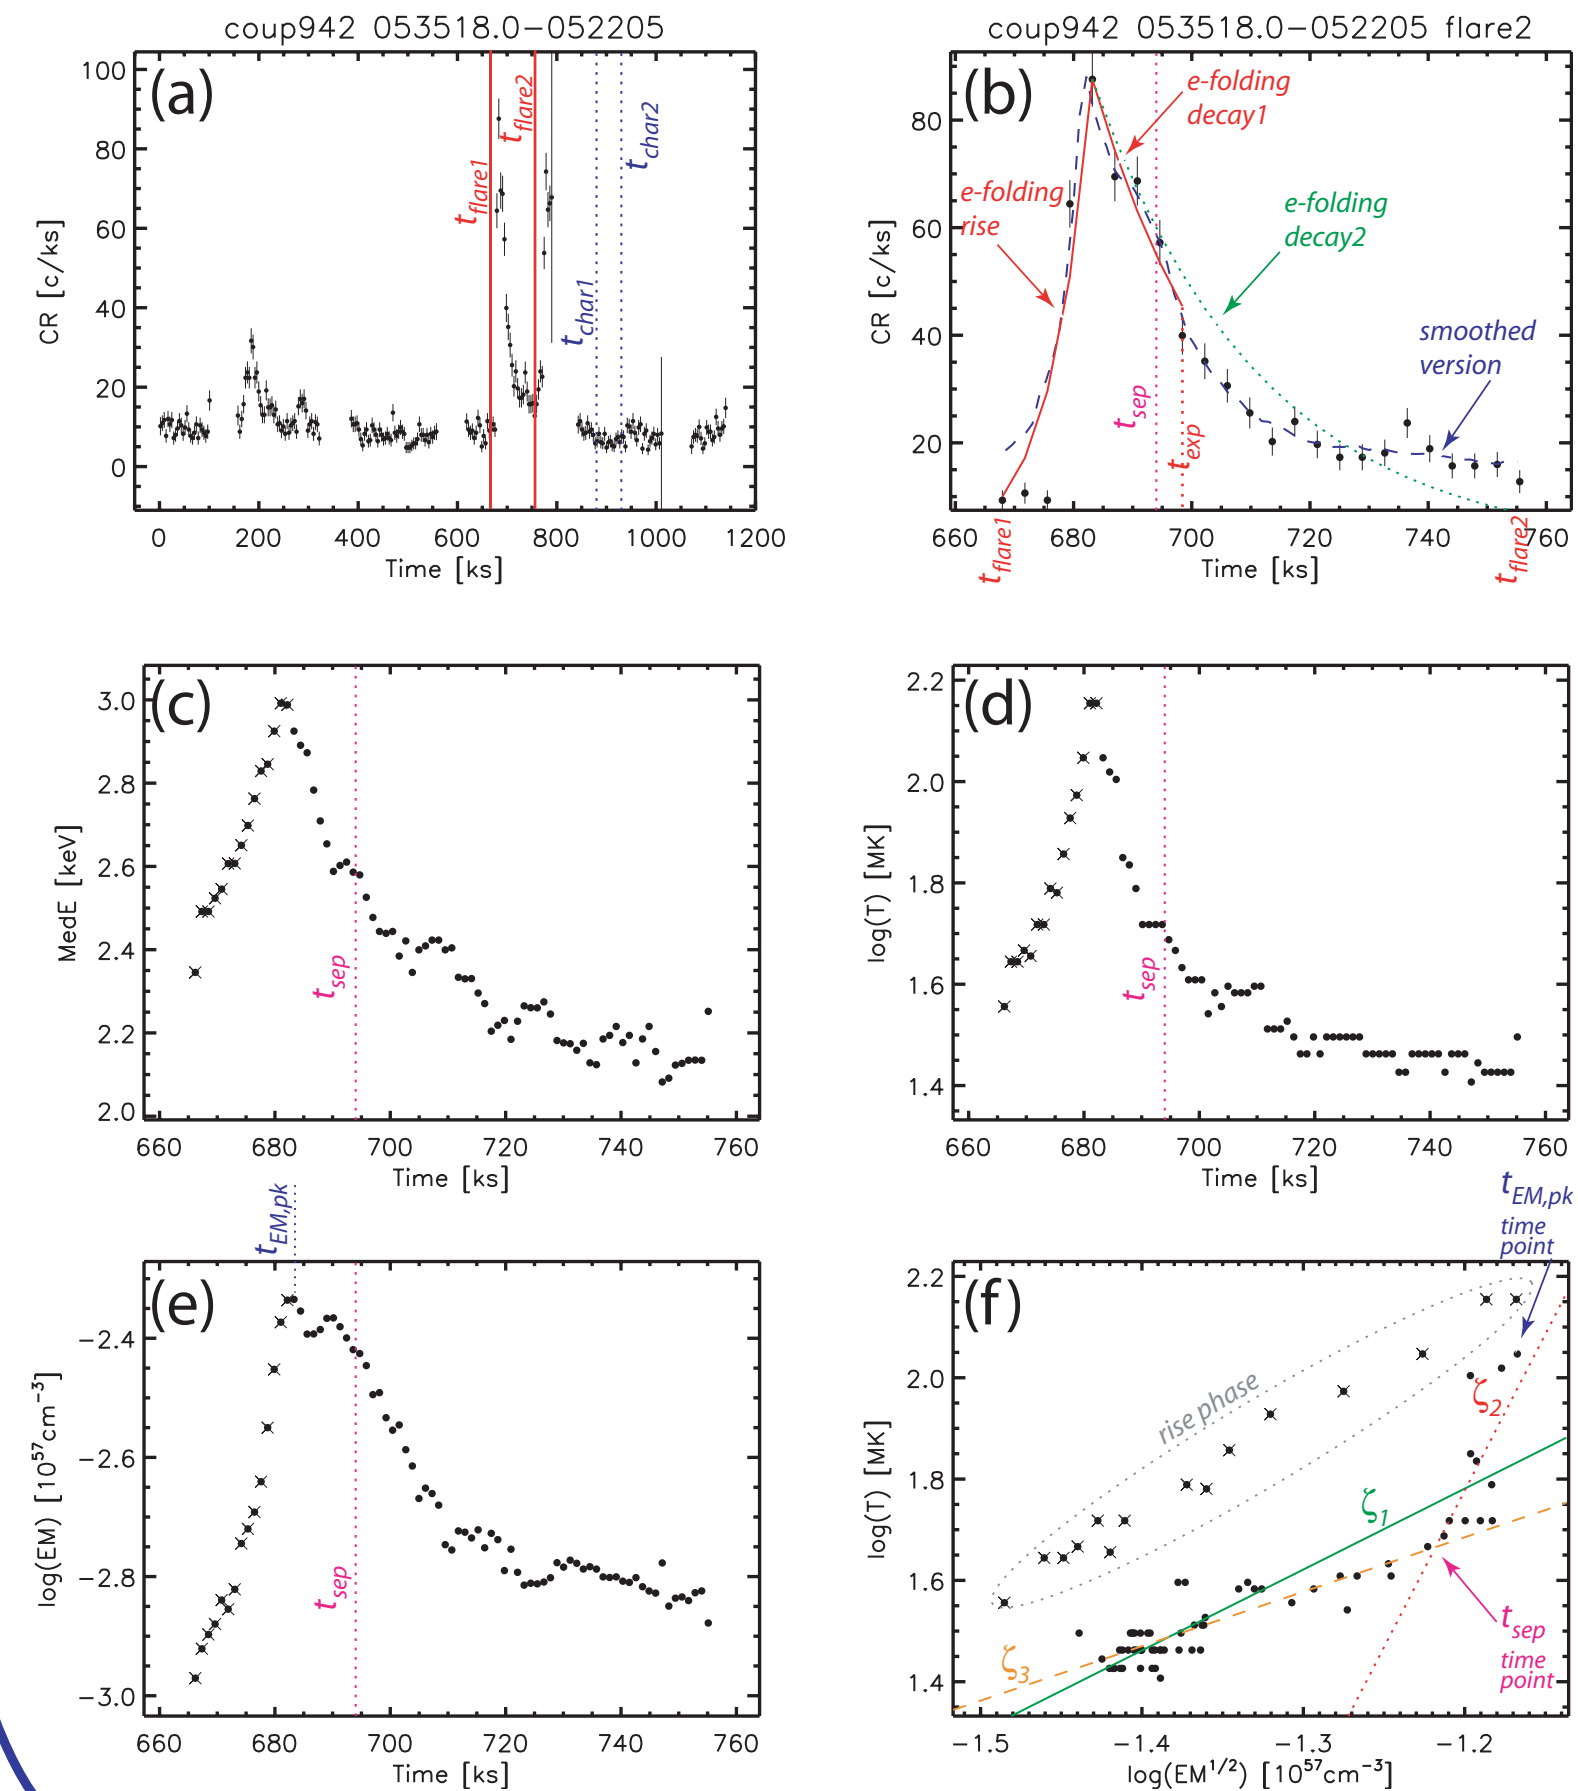 coup942 053518.0−052205
(a)
100
80
60
40
20
0
CR [c/ks]
t_flare1
t_flare2
t_char1
t_char2
0 200 400 600 800 1000 1200
Time [ks]
coup942 053518.0−052205 flare2
(b)
80
60
40
20
CR [c/ks]
e-folding
decay1
e-folding
rise
e-folding
decay2
smoothed
version
t_sep
t_exp
660 680 700 720 740 760
t_flare1
t_flare2
Time [ks]
(c)
3.0
2.8
2.6
2.4
2.2
2.0
MedE [keV]
t_sep
660 680 700 720 740 760
Time [ks]
(d)
2.2
2.0
1.8
1.6
1.4
log(T) [MK]
t_sep
660 680 700 720 740 760
Time [ks]
t_EM,pk
(e)
−2.4
−2.6
−2.8
−3.0
log(EM) [10^57cm^−3]
t_sep
660 680 700 720 740 760
Time [ks]
t_EM,pk
time
point
(f)
2.2
2.0
1.8
1.6
1.4
log(T) [MK]
rise phase
ζ_2
ζ_1
ζ_3
t_sep
time
point
−1.5 −1.4 −1.3 −1.2
log(EM^1/2) [10^57cm^−3]